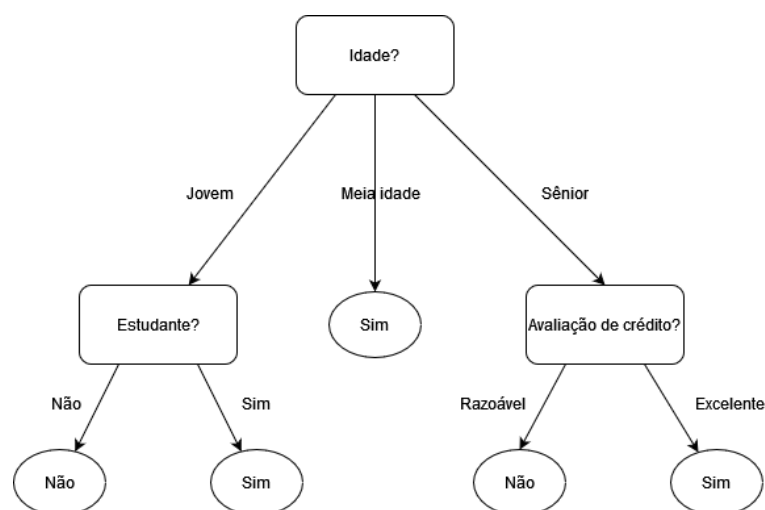 Idade?
Jovem
Meia idade
Sênior
Estudante?
Sim
Avaliação de crédito?
Não
Sim
Razoável
Excelente
Não
Sim
Não
Sim